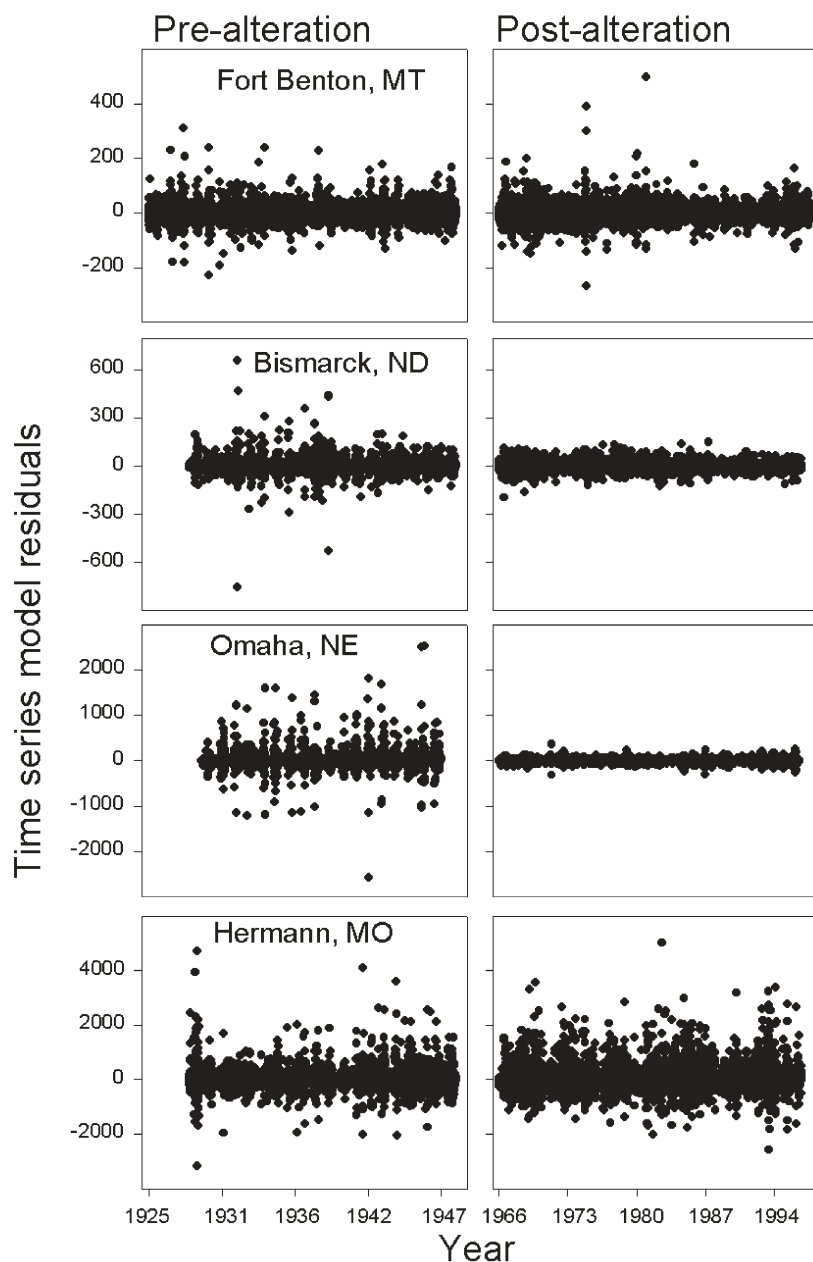 Pre-alteration
Post-alteration
Fort Benton, MT
400
200
0
-200
Bismarck, ND
600
300
0
-300
-600
Time series model residuals
Omaha, NE
2000
1000
0
-1000
-2000
Hermann, MO
4000
2000
0
-2000
1925 1931 1936 1942 1947
1966 1973 1980 1987 1994
Year